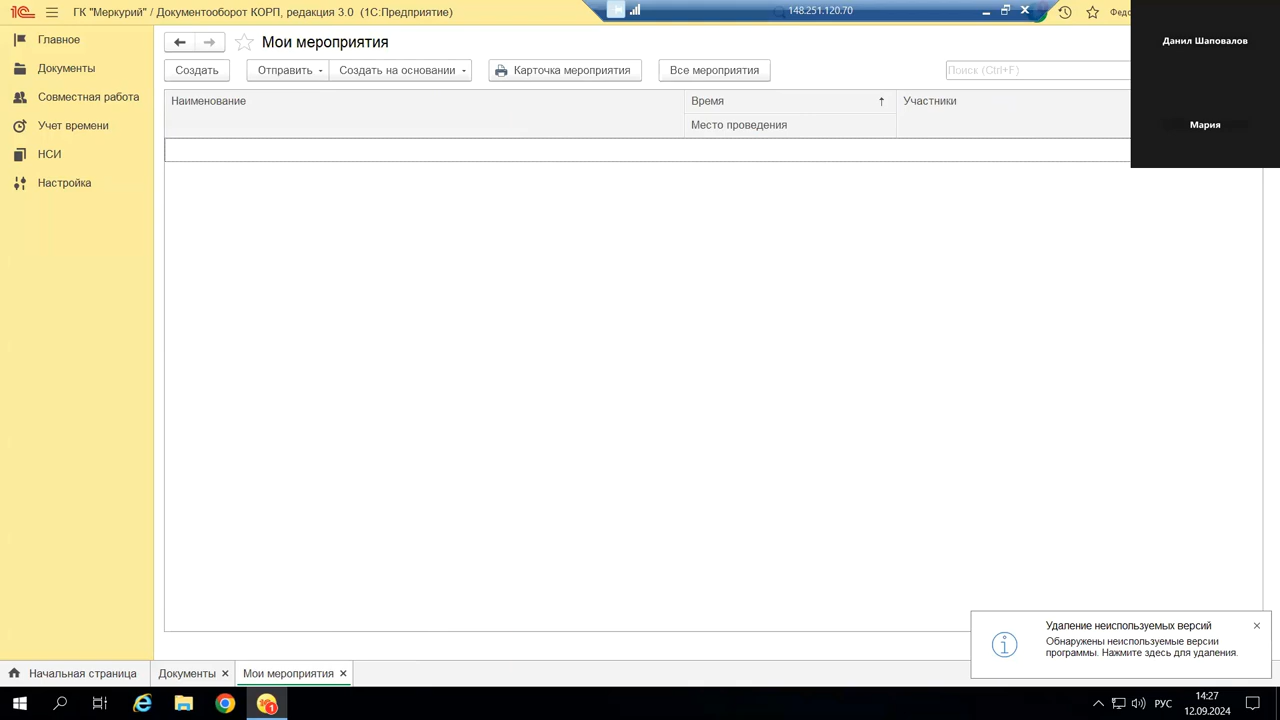 ГК "Меркурий" / Документооборот КОРП, редакция 3.0 (1С:Предприятие)
148.251.120.70
Данил Шаповалов
Мария
Главное
Документы
Совместная работа
Учет времени
НСИ
Настройка
Мои мероприятия
Создать
Отправить
Создать на основании
Карточка мероприятия
Все мероприятия
Поиск (Ctrl+F)
Наименование
Время
Участники
Место проведения
Удаление неиспользуемых версий
Обнаружены неиспользуемые версии
программы. Нажмите здесь для удаления.
Начальная страница
Документы
Мои мероприятия
РУС
14:27
12.09.2024